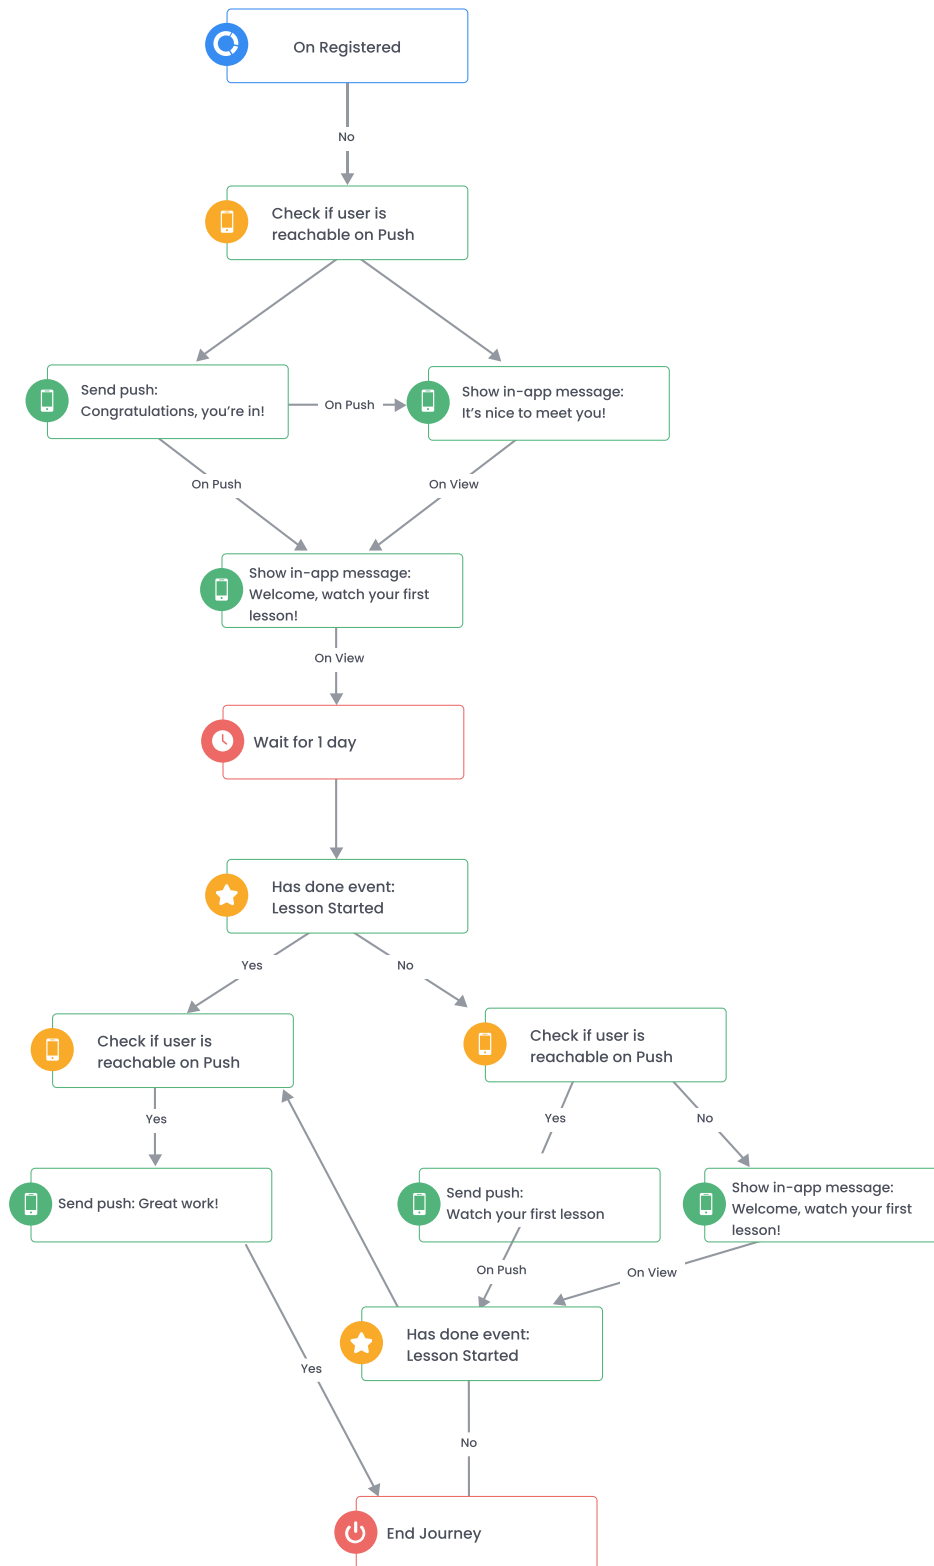 On Registered
No
Check if user is
reachable on Push
Send push:
Congratulations, you're in!
On Push
Show in-app message:
It's nice to meet you!
On Push
On View
Show in-app message:
Welcome, watch your first
lesson!
On View
Wait for 1 day
Has done event:
Lesson Started
Yes
No
Check if user is
reachable on Push
Check if user is
reachable on Push
Yes
Yes
No
Send push: Great work!
Send push:
Watch your first lesson
Show in-app message:
Welcome, watch your first
lesson!
On Push
On View
Has done event:
Lesson Started
Yes
No
End Journey